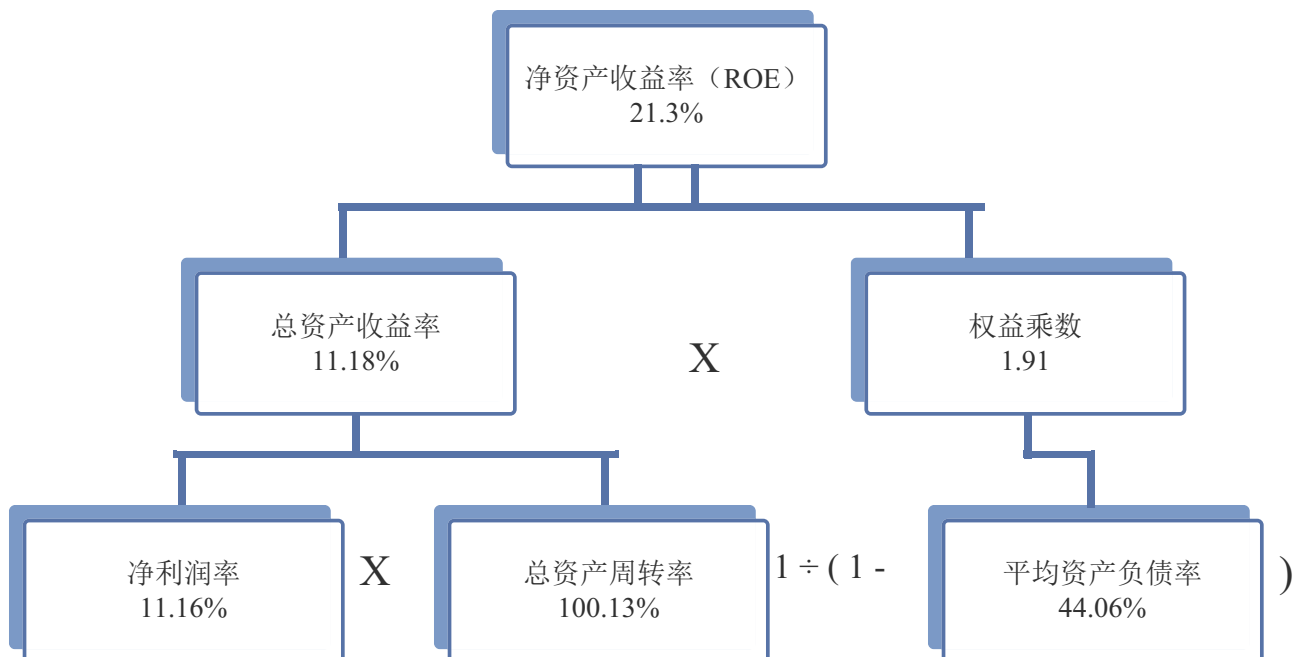 净资产收益率（ROE）
21.3%
总资产收益率
11.18%
X
权益乘数
1.91
净利润率
11.16%
X
总资产周转率
100.13%
1 ÷ ( 1 -
平均资产负债率
44.06%
)